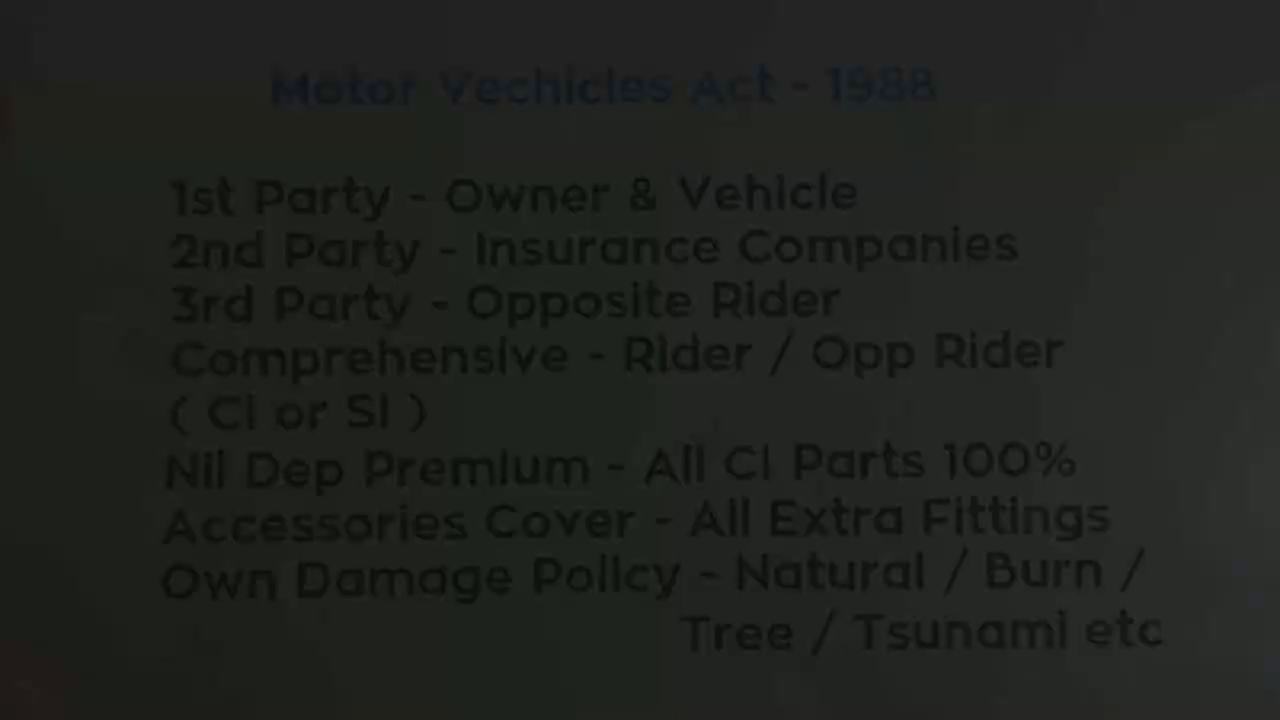 Motor Vechicles Act - 1988
1st Party - Owner & Vehicle
2nd Party - Insurance Companies
3rd Party - Opposite Rider
Comprehensive - Rider / Opp Rider
( CI or SI )
Nil Dep Premium - All CI Parts 100%
Accessories Cover - All Extra Fittings
Own Damage Policy - Natural / Burn /
Tree / Tsunami etc